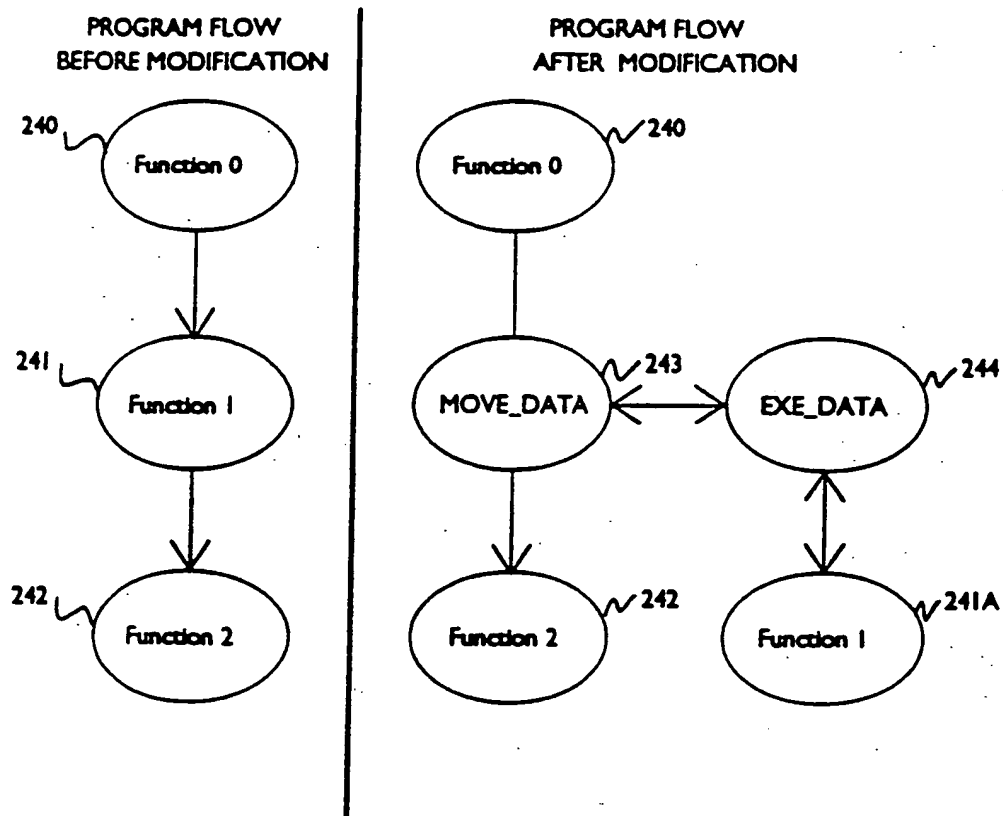 PROGRAM FLOW
BEFORE MODIFICATION
240
Function 0
241
Function 1
242
Function 2
PROGRAM FLOW
AFTER MODIFICATION
240
Function 0
243
MOVE_DATA
244
EXE_DATA
242
Function 2
241A
Function 1